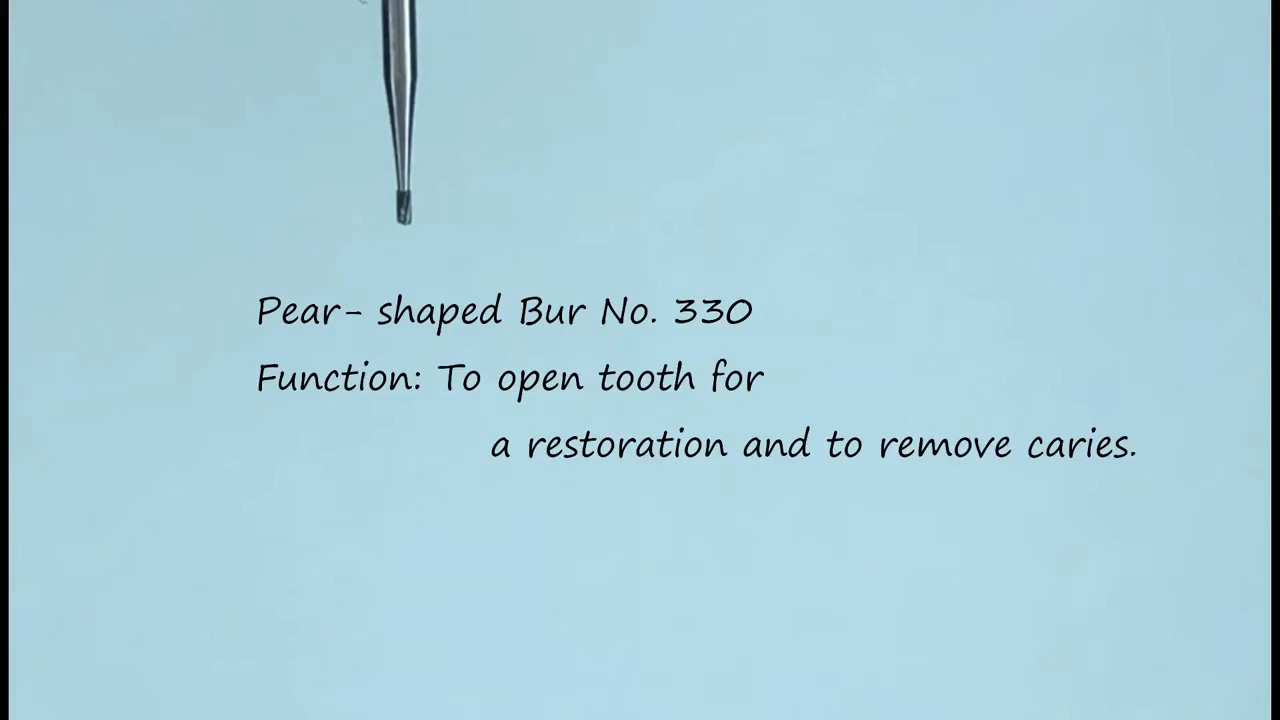 Pear- shaped Bur No. 330
Function: To open tooth for
a restoration and to remove caries.